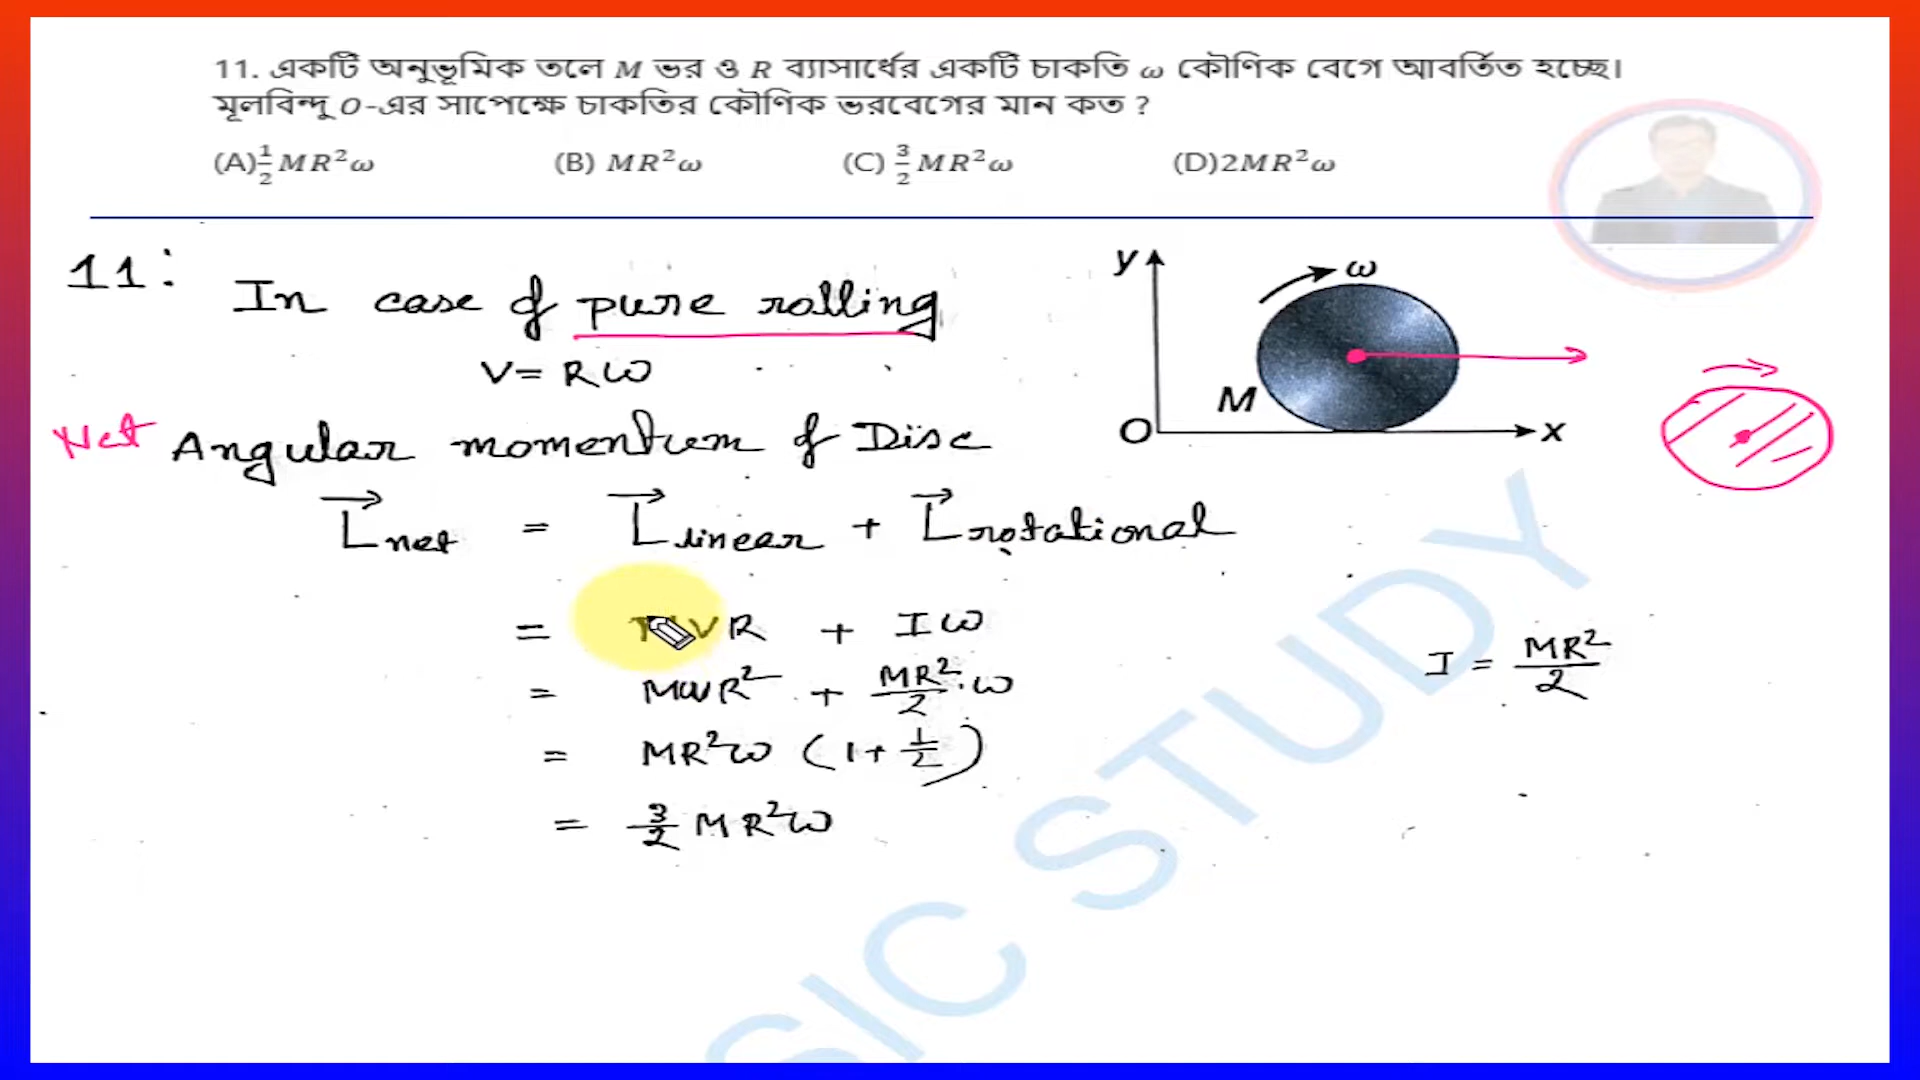 11. একটি অনুভূমিক তলে M ভর ও R ব্যাসার্ধের একটি চাকতি ω কৌণিক বেগে আবর্তিত হচ্ছে।
মূলবিন্দু O-এর সাপেক্ষে চাকতির কৌণিক ভরবেগের মান কত ?
(A) 1/2 MR²ω (B) MR²ω (C) 3/2 MR²ω (D)2MR²ω
11:
In case of pure rolling
V = Rω
y ω
M
O x
Net Angular momentum of Disc
L⃗net = L⃗linear + L⃗rotational
= MVR + Iω
I = MR²/2
= MωR² + MR²/2 · ω
= MR²ω (1 + 1/2)
= 3/2 MR²ω
SIC STUDY